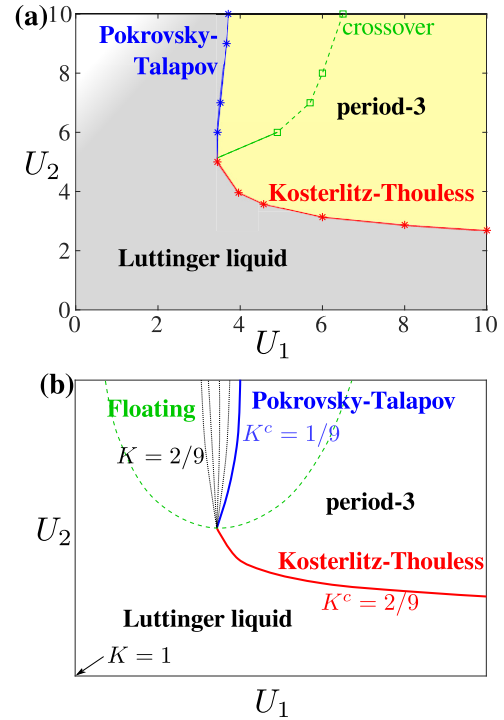 (a)
10
8
6
4
2
0
U₂
Pokrovsky-
Talapov
crossover
period-3
Kosterlitz-Thouless
Luttinger liquid
0 2 4 6 8 10
U₁
(b)
Floating
Pokrovsky-Talapov
K = 2/9
Kᶜ = 1/9
period-3
U₂
Kosterlitz-Thouless
Kᶜ = 2/9
Luttinger liquid
K = 1
U₁